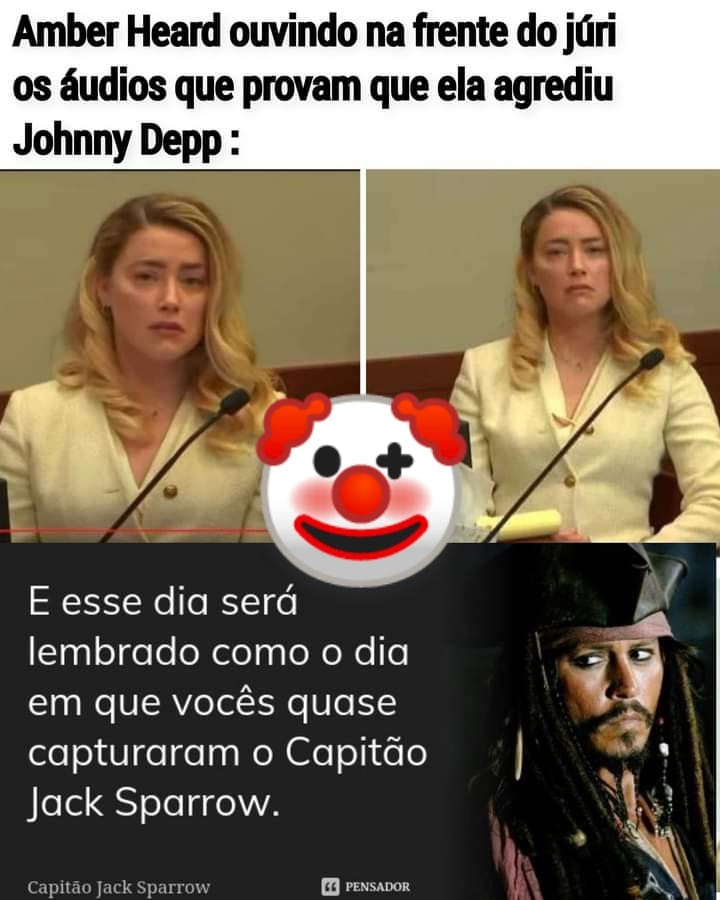 Amber Heard ouvindo na frente do júri
os áudios que provam que ela agrediu
Johnny Depp :
E esse dia será
lembrado como o dia
em que vocês quase
capturaram o Capitão
Jack Sparrow.
Capitão Jack Sparrow
PENSADOR